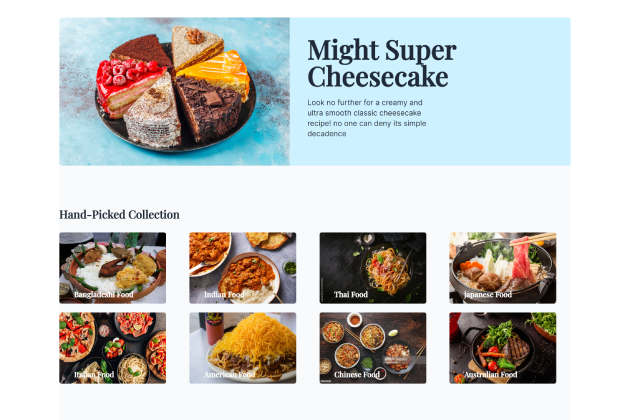 Might Super
Cheesecake
Look no further for a creamy and
ultra smooth classic cheesecake
recipe! no one can deny its simple
decadence
Hand-Picked Collection
Bangladeshi Food
Indian Food
Thai Food
Japanese Food
Italian Food
American Food
Chinese Food
Australian Food